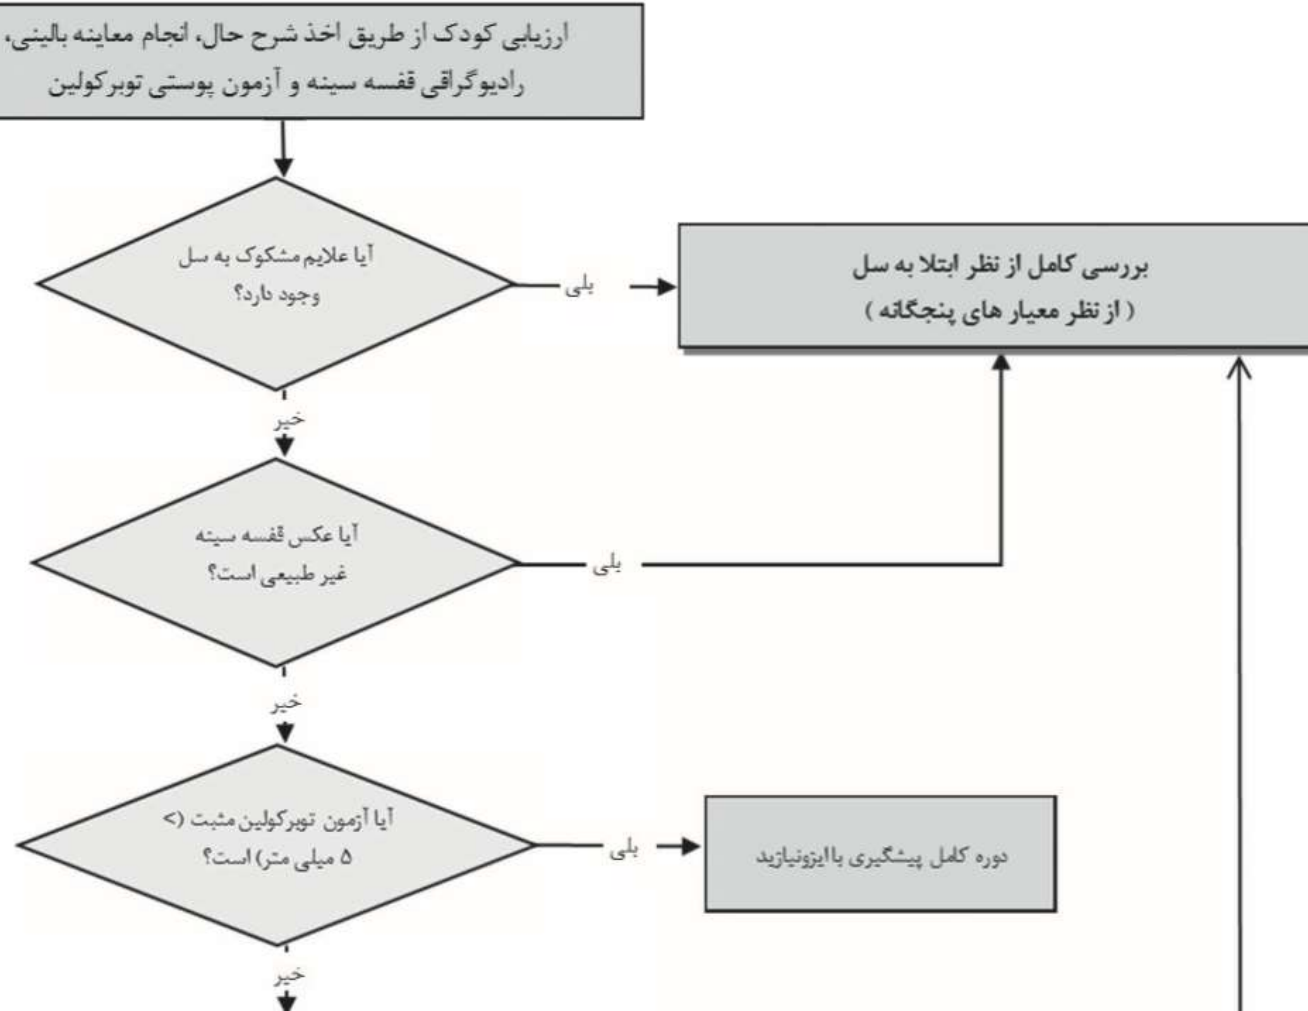 ارزیابی کودک از طریق اخذ شرح حال، انجام معاینه بالینی،
رادیوگراقی قفسه سینه و آزمون پوستی توبرکولین
آیا علایم مشکوک به سل
وجود دارد؟
بلی
بررسی کامل از نظر ابتلا به سل
( از نظر معیار های پنجگانه )
خیر
آیا عکس قفسه سینه
غیر طبیعی است؟
بلی
خیر
آیا آزمون توبرکولین مثبت (>
۵ میلی متر) است؟
بلی
دوره کامل پیشگیری با ایزونیازید
خیر